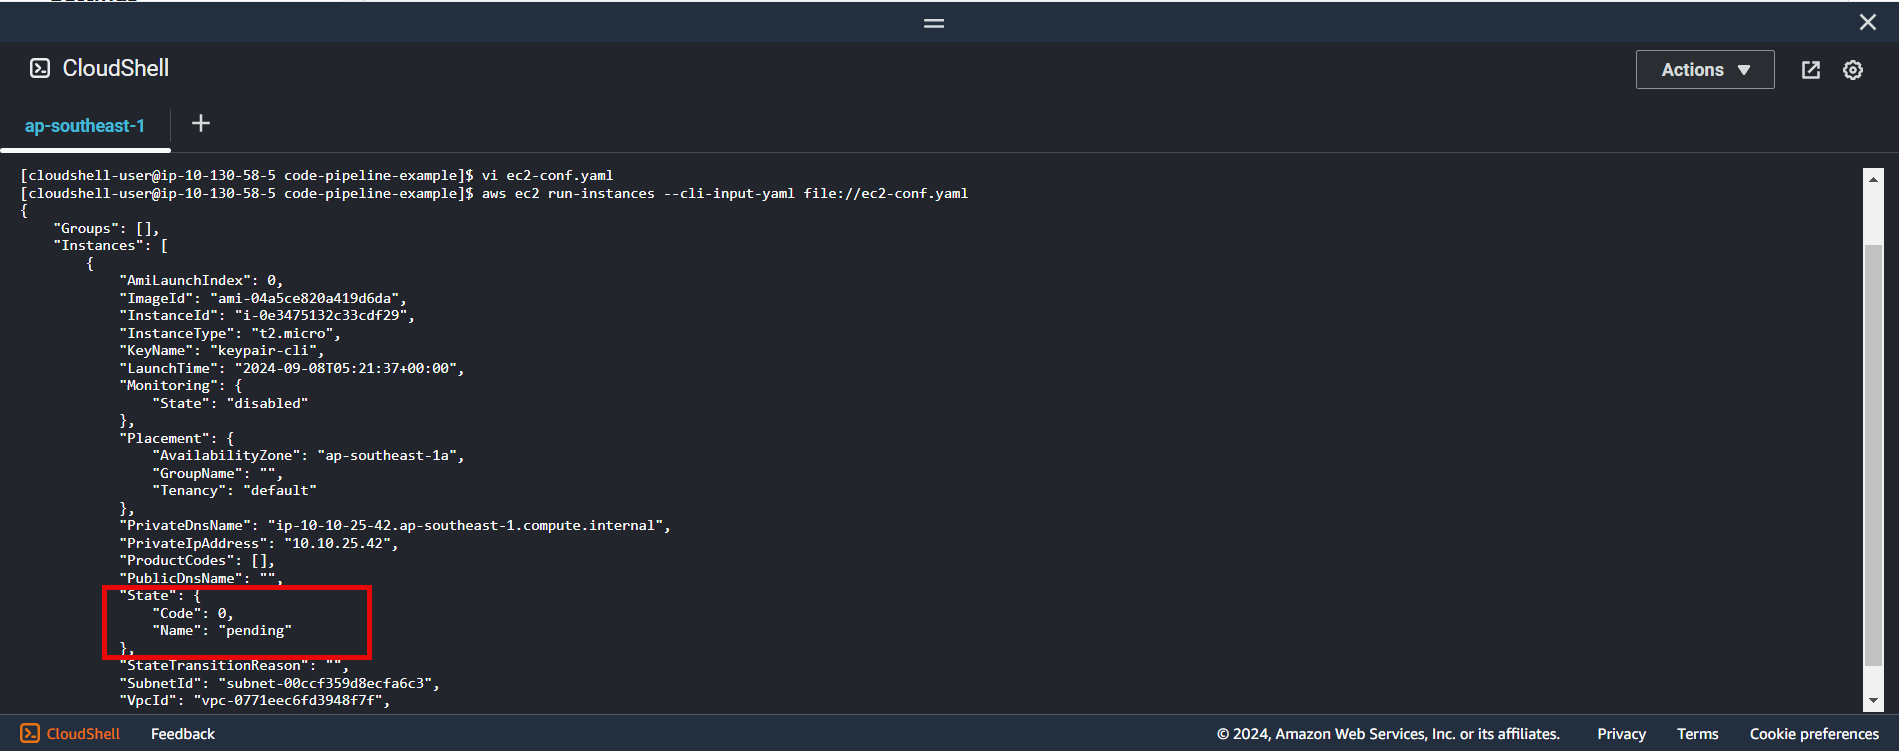 CloudShell
Actions
ap-southeast-1
[cloudshell-user@ip-10-130-58-5 code-pipeline-example]$ vi ec2-conf.yaml
[cloudshell-user@ip-10-130-58-5 code-pipeline-example]$ aws ec2 run-instances --cli-input-yaml file://ec2-conf.yaml
{
    "Groups": [],
    "Instances": [
        {
            "AmiLaunchIndex": 0,
            "ImageId": "ami-04a5ce820a419d6da",
            "InstanceId": "i-0e3475132c33cdf29",
            "InstanceType": "t2.micro",
            "KeyName": "keypair-cli",
            "LaunchTime": "2024-09-08T05:21:37+00:00",
            "Monitoring": {
                "State": "disabled"
            },
            "Placement": {
                "AvailabilityZone": "ap-southeast-1a",
                "GroupName": "",
                "Tenancy": "default"
            },
            "PrivateDnsName": "ip-10-10-25-42.ap-southeast-1.compute.internal",
            "PrivateIpAddress": "10.10.25.42",
            "ProductCodes": [],
            "PublicDnsName": "",
            "State": {
                "Code": 0,
                "Name": "pending"
            },
            "StateTransitionReason": "",
            "SubnetId": "subnet-00ccf359d8ecfa6c3",
            "VpcId": "vpc-0771eec6fd3948f7f",
CloudShell Feedback © 2024, Amazon Web Services, Inc. or its affiliates. Privacy Terms Cookie preferences